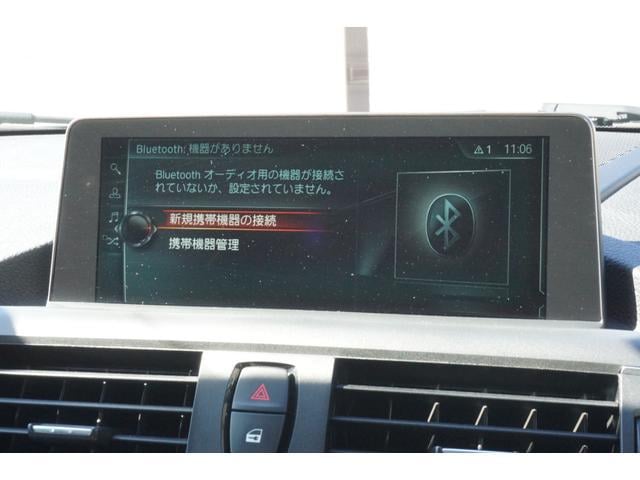 Bluetooth: 機器がありません
1 11:06
Bluetooth オーディオ用の機器が接続さ
れていないか、設定されていません。
新規携帯機器の接続
携帯機器管理